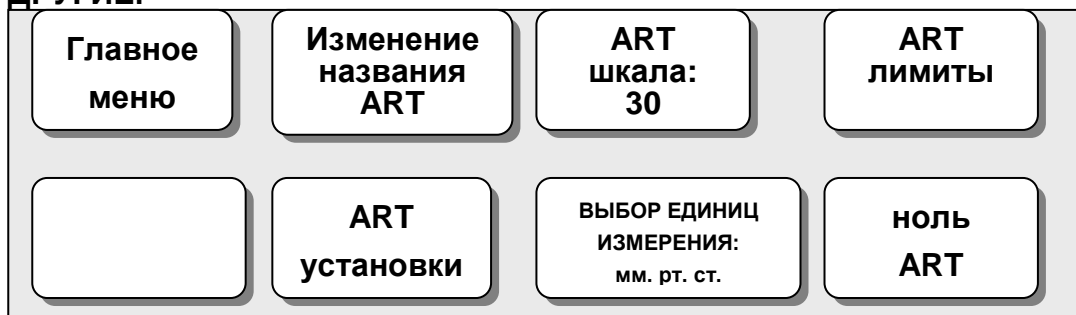 ДРУГИЕ:
Главное
меню
Изменение
названия
ART
ART
шкала:
30
ART
лимиты
ART
установки
ВЫБОР ЕДИНИЦ
ИЗМЕРЕНИЯ:
мм. рт. ст.
ноль
ART